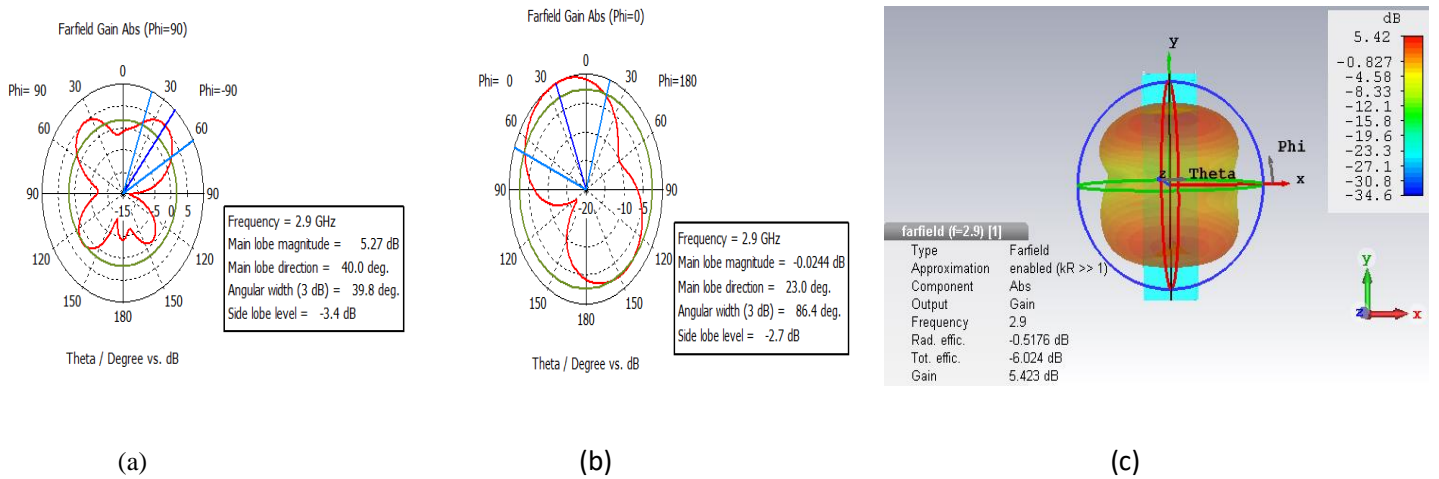 Farfield Gain Abs (Phi=90)
0
30 30
Phi= 90 Phi=-90
60 60
90 90
-15 -5 0 5
120 120
150 150
180
Frequency = 2.9 GHz
Main lobe magnitude = 5.27 dB
Main lobe direction = 40.0 deg.
Angular width (3 dB) = 39.8 deg.
Side lobe level = -3.4 dB
Theta / Degree vs. dB
(a)
Farfield Gain Abs (Phi=0)
0
30 30
Phi= 0 Phi=180
60 60
90 90
-20 -10 -5
120 120
150 150
180
Frequency = 2.9 GHz
Main lobe magnitude = -0.0244 dB
Main lobe direction = 23.0 deg.
Angular width (3 dB) = 86.4 deg.
Side lobe level = -2.7 dB
Theta / Degree vs. dB
(b)
y
Phi
z Theta x
dB
5.42
-0.827
-4.58
-8.33
-12.1
-15.8
-19.6
-23.3
-27.1
-30.8
-34.6
farfield (f=2.9) [1]
Type Farfield
Approximation enabled (kR >> 1)
Component Abs
Output Gain
Frequency 2.9
Rad. effic. -0.5176 dB
Tot. effic. -6.024 dB
Gain 5.423 dB
y
z x
(c)